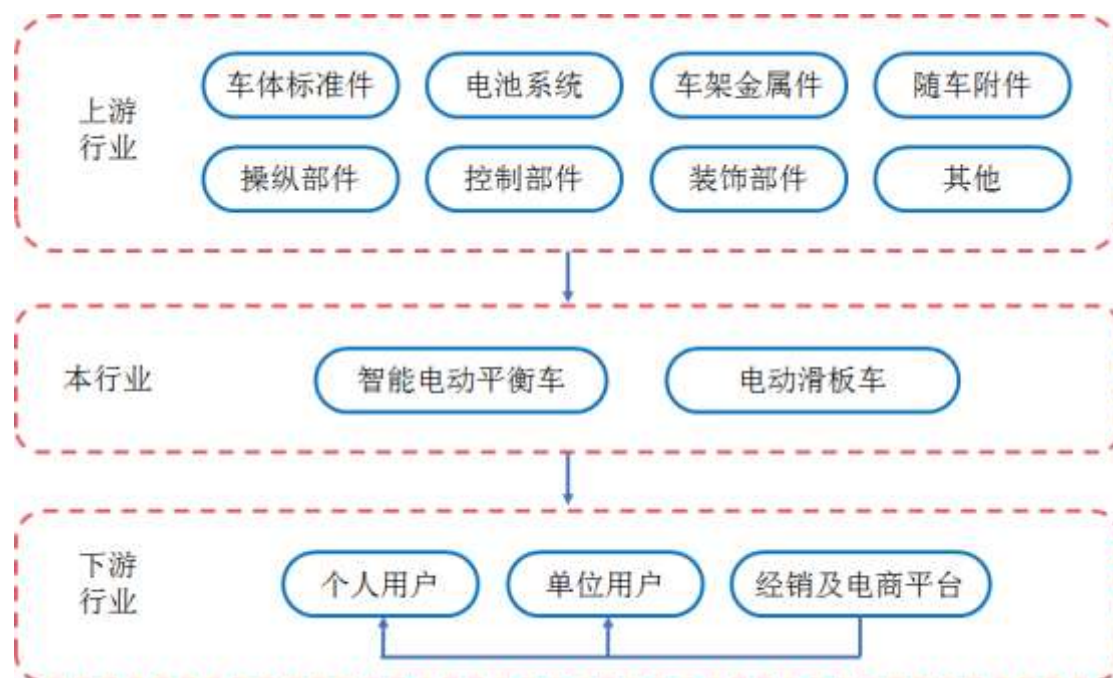 上游
行业
车体标准件 电池系统 车架金属件 随车附件
操纵部件 控制部件 装饰部件 其他
本行业 智能电动平衡车 电动滑板车
下游
行业
个人用户 单位用户 经销及电商平台